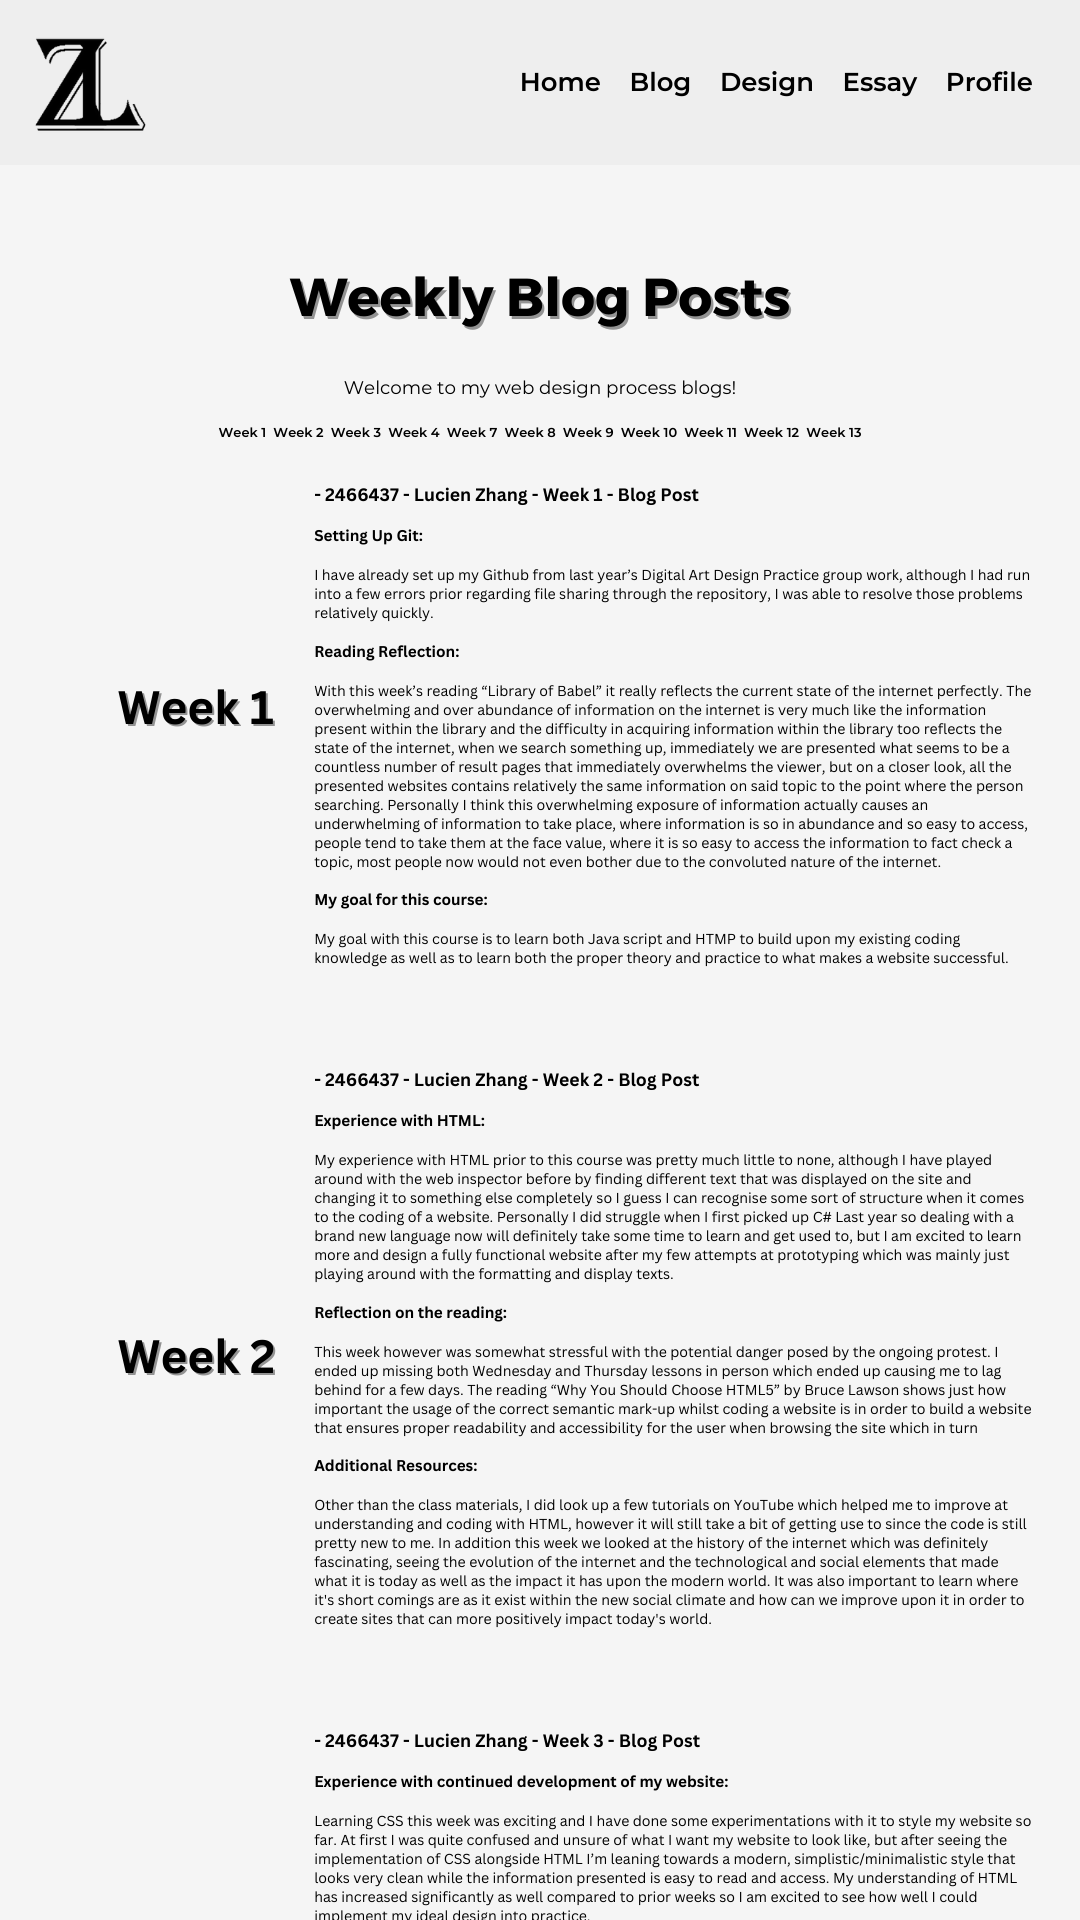 ZL
Home Blog Design Essay Profile
Weekly Blog Posts
Welcome to my web design process blogs!
Week 1 Week 2 Week 3 Week 4 Week 7 Week 8 Week 9 Week 10 Week 11 Week 12 Week 13
- 2466437 - Lucien Zhang - Week 1 - Blog Post
Setting Up Git:
I have already set up my Github from last year’s Digital Art Design Practice group work, although I had run
into a few errors prior regarding file sharing through the repository, I was able to resolve those problems
relatively quickly.
Reading Reflection:
Week 1
With this week’s reading “Library of Babel” it really reflects the current state of the internet perfectly. The
overwhelming and over abundance of information on the internet is very much like the information
present within the library and the difficulty in acquiring information within the library too reflects the
state of the internet, when we search something up, immediately we are presented what seems to be a
countless number of result pages that immediately overwhelms the viewer, but on a closer look, all the
presented websites contains relatively the same information on said topic to the point where the person
searching. Personally I think this overwhelming exposure of information actually causes an
underwhelming of information to take place, where information is so in abundance and so easy to access,
people tend to take them at the face value, where it is so easy to access the information to fact check a
topic, most people now would not even bother due to the convoluted nature of the internet.
My goal for this course:
My goal with this course is to learn both Java script and HTMP to build upon my existing coding
knowledge as well as to learn both the proper theory and practice to what makes a website successful.
- 2466437 - Lucien Zhang - Week 2 - Blog Post
Experience with HTML:
My experience with HTML prior to this course was pretty much little to none, although I have played
around with the web inspector before by finding different text that was displayed on the site and
changing it to something else completely so I guess I can recognise some sort of structure when it comes
to the coding of a website. Personally I did struggle when I first picked up C# Last year so dealing with a
brand new language now will definitely take some time to learn and get used to, but I am excited to learn
more and design a fully functional website after my few attempts at prototyping which was mainly just
playing around with the formatting and display texts.
Reflection on the reading:
Week 2
This week however was somewhat stressful with the potential danger posed by the ongoing protest. I
ended up missing both Wednesday and Thursday lessons in person which ended up causing me to lag
behind for a few days. The reading “Why You Should Choose HTML5” by Bruce Lawson shows just how
important the usage of the correct semantic mark-up whilst coding a website is in order to build a website
that ensures proper readability and accessibility for the user when browsing the site which in turn
Additional Resources:
Other than the class materials, I did look up a few tutorials on YouTube which helped me to improve at
understanding and coding with HTML, however it will still take a bit of getting use to since the code is still
pretty new to me. In addition this week we looked at the history of the internet which was definitely
fascinating, seeing the evolution of the internet and the technological and social elements that made
what it is today as well as the impact it has upon the modern world. It was also important to learn where
it's short comings are as it exist within the new social climate and how can we improve upon it in order to
create sites that can more positively impact today's world.
- 2466437 - Lucien Zhang - Week 3 - Blog Post
Experience with continued development of my website:
Learning CSS this week was exciting and I have done some experimentations with it to style my website so
far. At first I was quite confused and unsure of what I want my website to look like, but after seeing the
implementation of CSS alongside HTML I’m leaning towards a modern, simplistic/minimalistic style that
looks very clean while the information presented is easy to read and access. My understanding of HTML
has increased significantly as well compared to prior weeks so I am excited to see how well I could
implement my ideal design into practice.